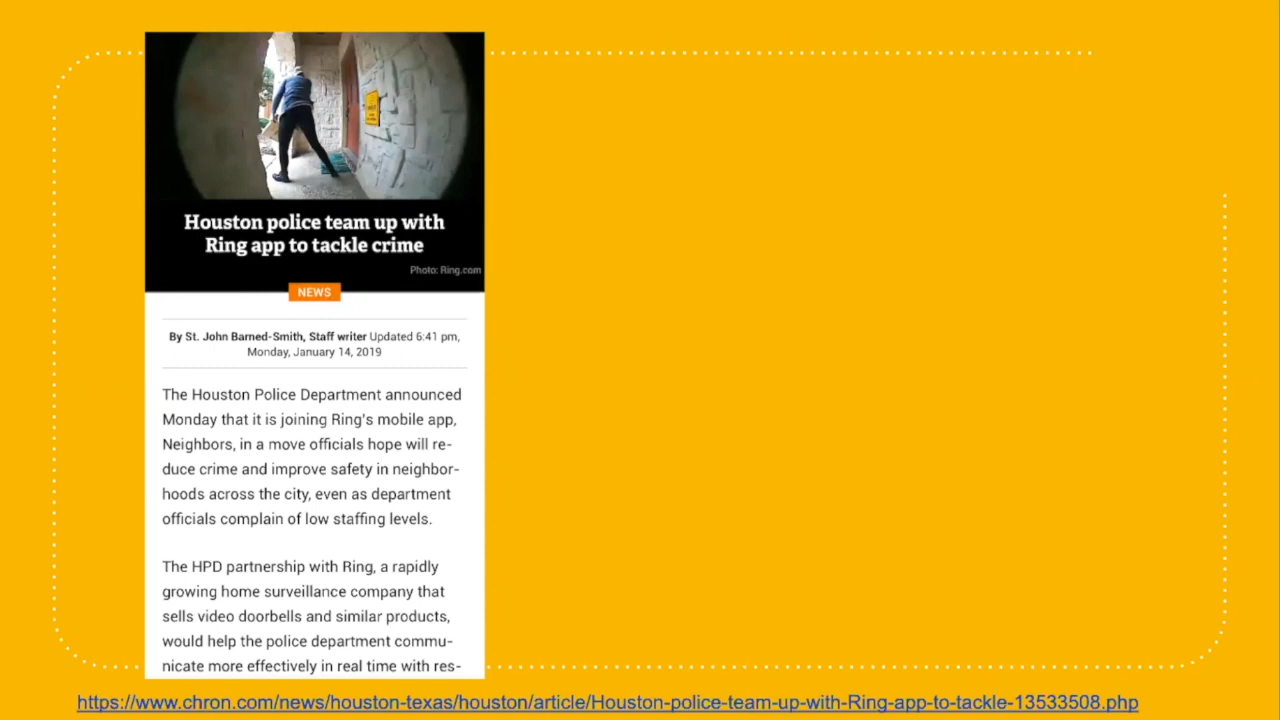 Houston police team up with
Ring app to tackle crime
Photo: Ring.com
NEWS
By St. John Barned-Smith, Staff writer Updated 6:41 pm,
Monday, January 14, 2019
The Houston Police Department announced
Monday that it is joining Ring's mobile app,
Neighbors, in a move officials hope will re-
duce crime and improve safety in neighbor-
hoods across the city, even as department
officials complain of low staffing levels.
The HPD partnership with Ring, a rapidly
growing home surveillance company that
sells video doorbells and similar products,
would help the police department commu-
nicate more effectively in real time with res-
https://www.chron.com/news/houston-texas/houston/article/Houston-police-team-up-with-Ring-app-to-tackle-13533508.php